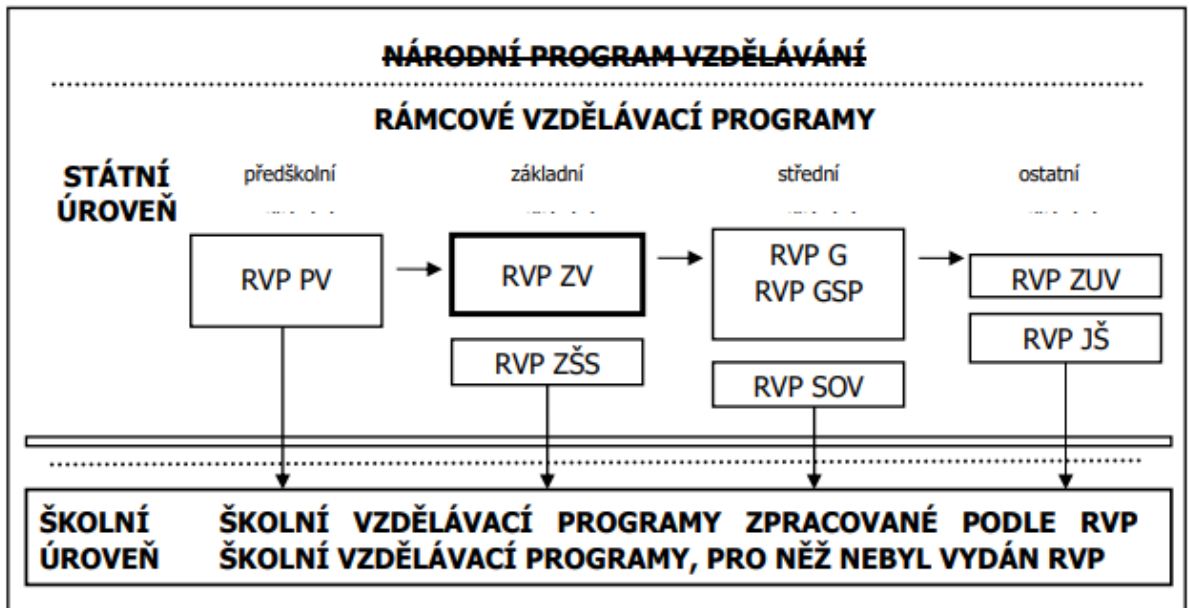 NÁRODNÍ PROGRAM VZDĚLÁVÁNÍ
RÁMCOVÉ VZDĚLÁVACÍ PROGRAMY
STÁTNÍ ÚROVEŇ
předškolní
základní
střední
ostatní
RVP PV
RVP ZV
RVP G
RVP GSP
RVP ZUV
RVP ZŠS
RVP SOV
RVP JŠ
ŠKOLNÍ ÚROVEŇ
ŠKOLNÍ VZDĚLÁVACÍ PROGRAMY ZPRACOVANÉ PODLE RVP
ŠKOLNÍ VZDĚLÁVACÍ PROGRAMY, PRO NĚŽ NEBYL VYDÁN RVP